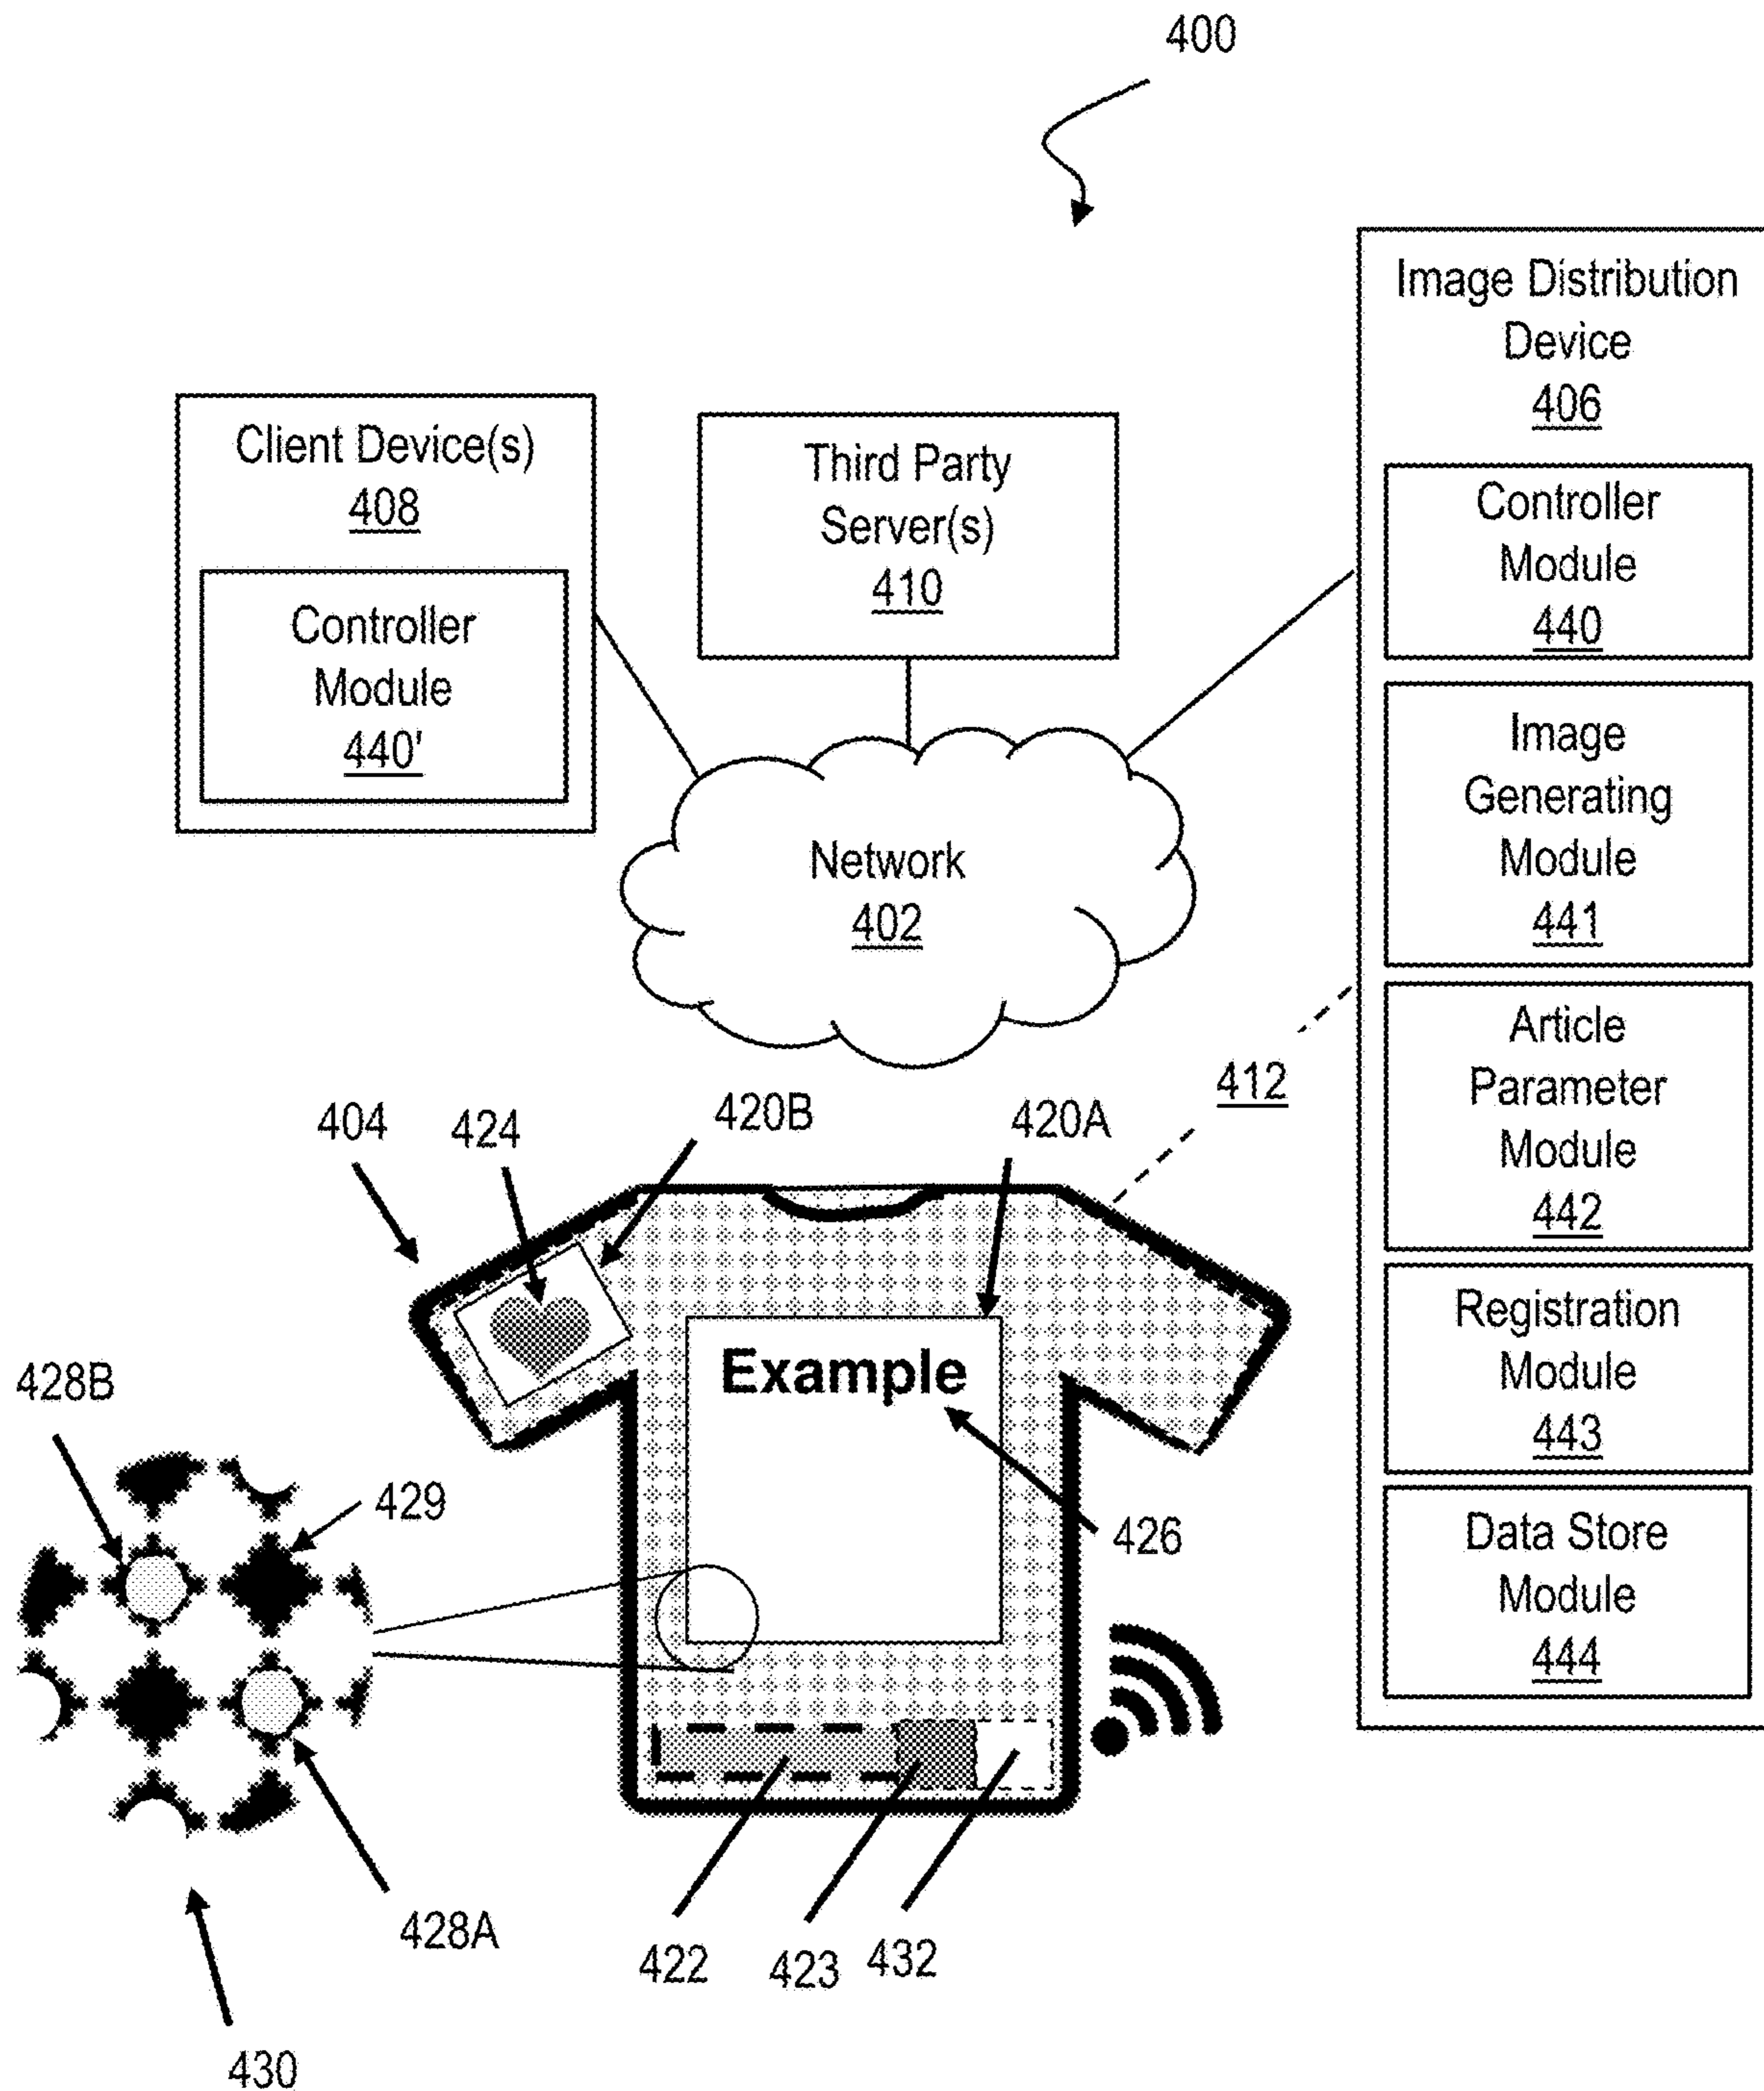 400
Image Distribution
Device
406
Controller
Module
440
Image
Generating
Module
441
Article
Parameter
Module
442
Registration
Module
443
Data Store
Module
444
Client Device(s)
408
Controller
Module
440'
Third Party
Server(s)
410
Network
402
412
404
424
420B
420A
Example
428B
429
426
428A
422
423
432
430